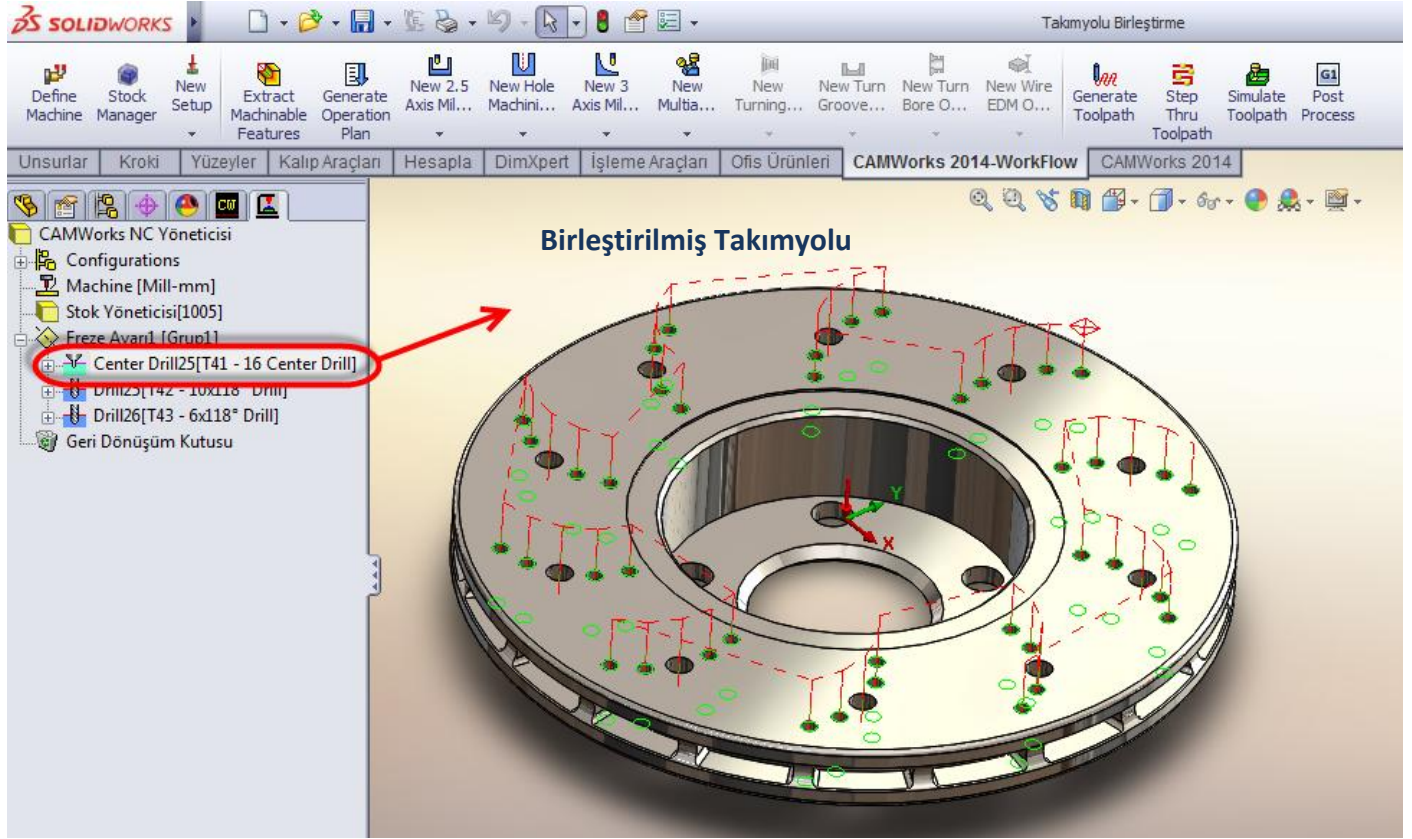 SOLIDWORKS
Takımyolu Birleştirme
Define Machine
Stock Manager
New Setup
Extract Machinable Features
Generate Operation Plan
New 2.5 Axis Mil...
New Hole Machini...
New 3 Axis Mil...
New Multia...
New Turning...
New Turn Groove...
New Turn Bore O...
New Wire EDM O...
Generate Toolpath
Step Thru Toolpath
Simulate Toolpath
G1
Post Process
Unsurlar Kroki Yüzeyler Kalıp Araçları Hesapla DimXpert İşleme Araçları Ofis Ürünleri CAMWorks 2014-WorkFlow CAMWorks 2014
CW
CAMWorks NC Yöneticisi
Birleştirilmiş Takımyolu
Configurations
Machine [Mill-mm]
Stok Yöneticisi[1005]
Freze Ayarı1 [Grup1]
Center Drill25[T41 - 16 Center Drill]
Drill25[T42 - 10x118° Drill]
Drill26[T43 - 6x118° Drill]
Geri Dönüşüm Kutusu
Y
X